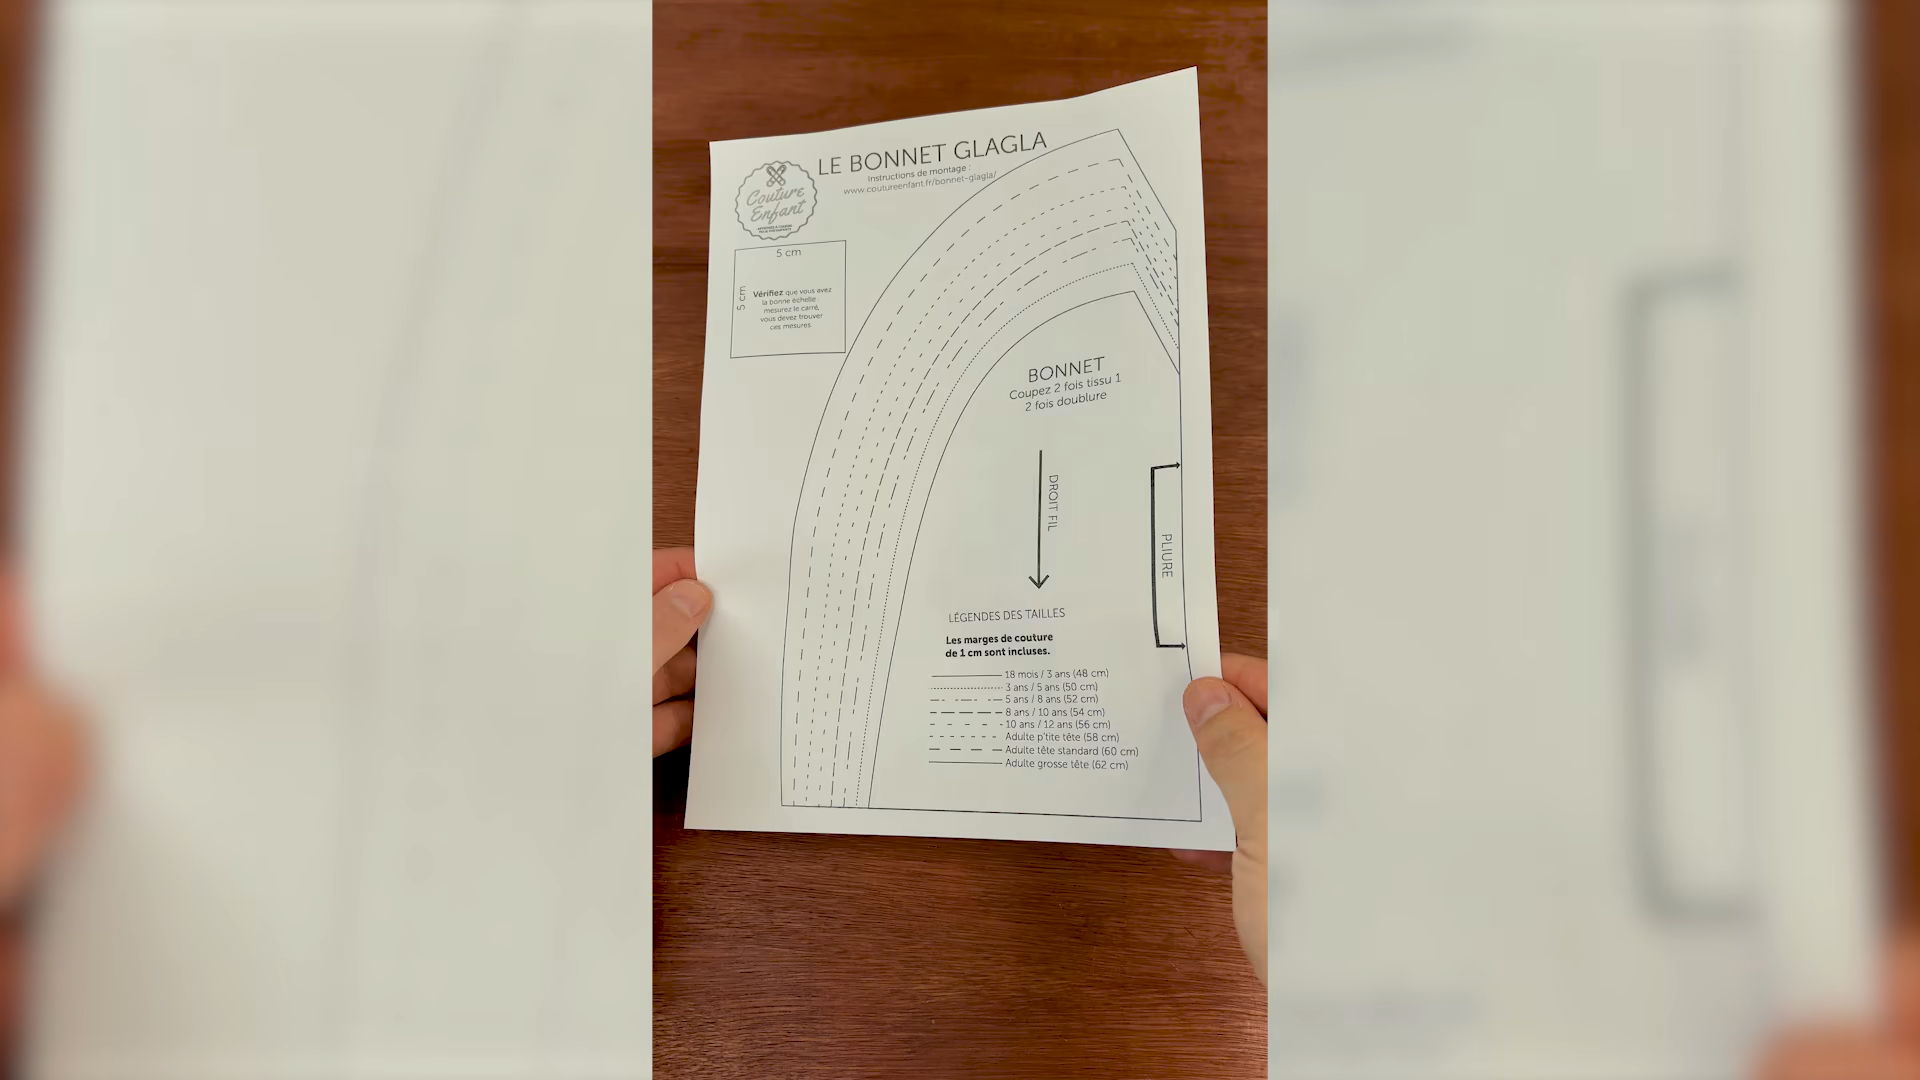 LE BONNET GLAGLA
Instructions de montage :
www.coutureenfant.fr/bonnet-glagla/
Couture
Enfant
5 cm
5 cm
Vérifiez que vous avez
la bonne échelle :
mesurez le carré,
vous devez trouver
ces mesures.
BONNET
Coupez 2 fois tissu 1
2 fois doublure
DROIT FIL
PLIURE
LÉGENDES DES TAILLES
Les marges de couture
de 1 cm sont incluses.
18 mois / 3 ans (48 cm)
3 ans / 5 ans (50 cm)
5 ans / 8 ans (52 cm)
8 ans / 10 ans (54 cm)
10 ans / 12 ans (56 cm)
Adulte p'tite tête (58 cm)
Adulte tête standard (60 cm)
Adulte grosse tête (62 cm)